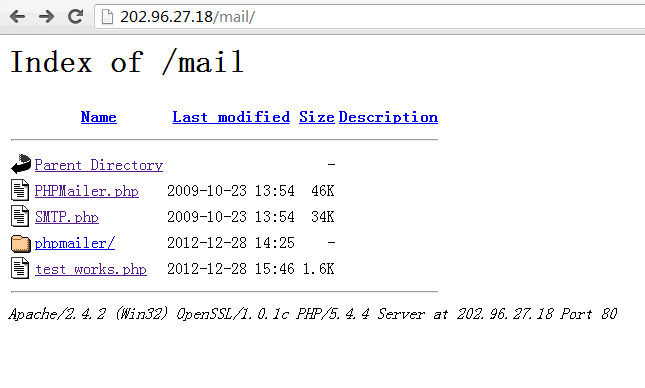 202.96.27.18/mail/
Index of /mail
Name Last modified Size Description
Parent Directory -
PHPMailer.php 2009-10-23 13:54 46K
SMTP.php 2009-10-23 13:54 34K
phpmailer/ 2012-12-28 14:25 -
test works.php 2012-12-28 15:46 1.6K
Apache/2.4.2 (Win32) OpenSSL/1.0.1c PHP/5.4.4 Server at 202.96.27.18 Port 80